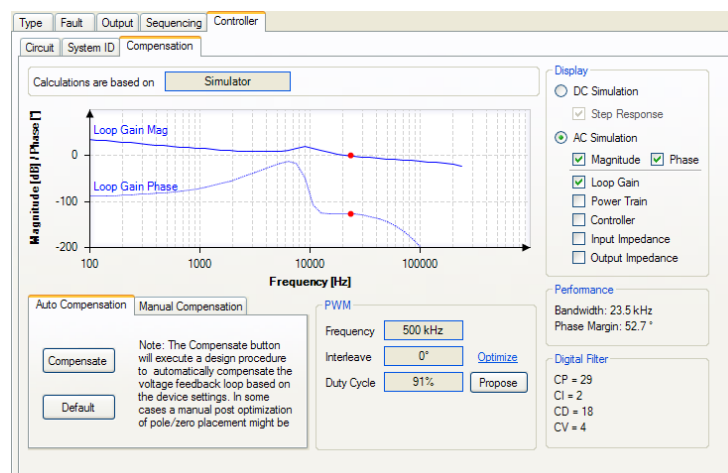 Type Fault Output Sequencing Controller
Circuit System ID Compensation
Calculations are based on Simulator
Magnitude [dB] / Phase [°]
Loop Gain Mag
Loop Gain Phase
0
-100
-200
100 1000 10000 100000
Frequency [Hz]
Display
DC Simulation
Step Response
AC Simulation
Magnitude Phase
Loop Gain
Power Train
Controller
Input Impedance
Output Impedance
Performance
Bandwidth: 23.5 kHz
Phase Margin: 52.7 °
Digital Filter
CP = 29
CI = 2
CD = 18
CV = 4
Auto Compensation Manual Compensation
Compensate
Default
Note: The Compensate button
will execute a design procedure
to automatically compensate the
voltage feedback loop based on
the device settings. In some
cases a manual post optimization
of pole/zero placement might be
PWM
Frequency 500 kHz
Interleave 0° Optimize
Duty Cycle 91% Propose